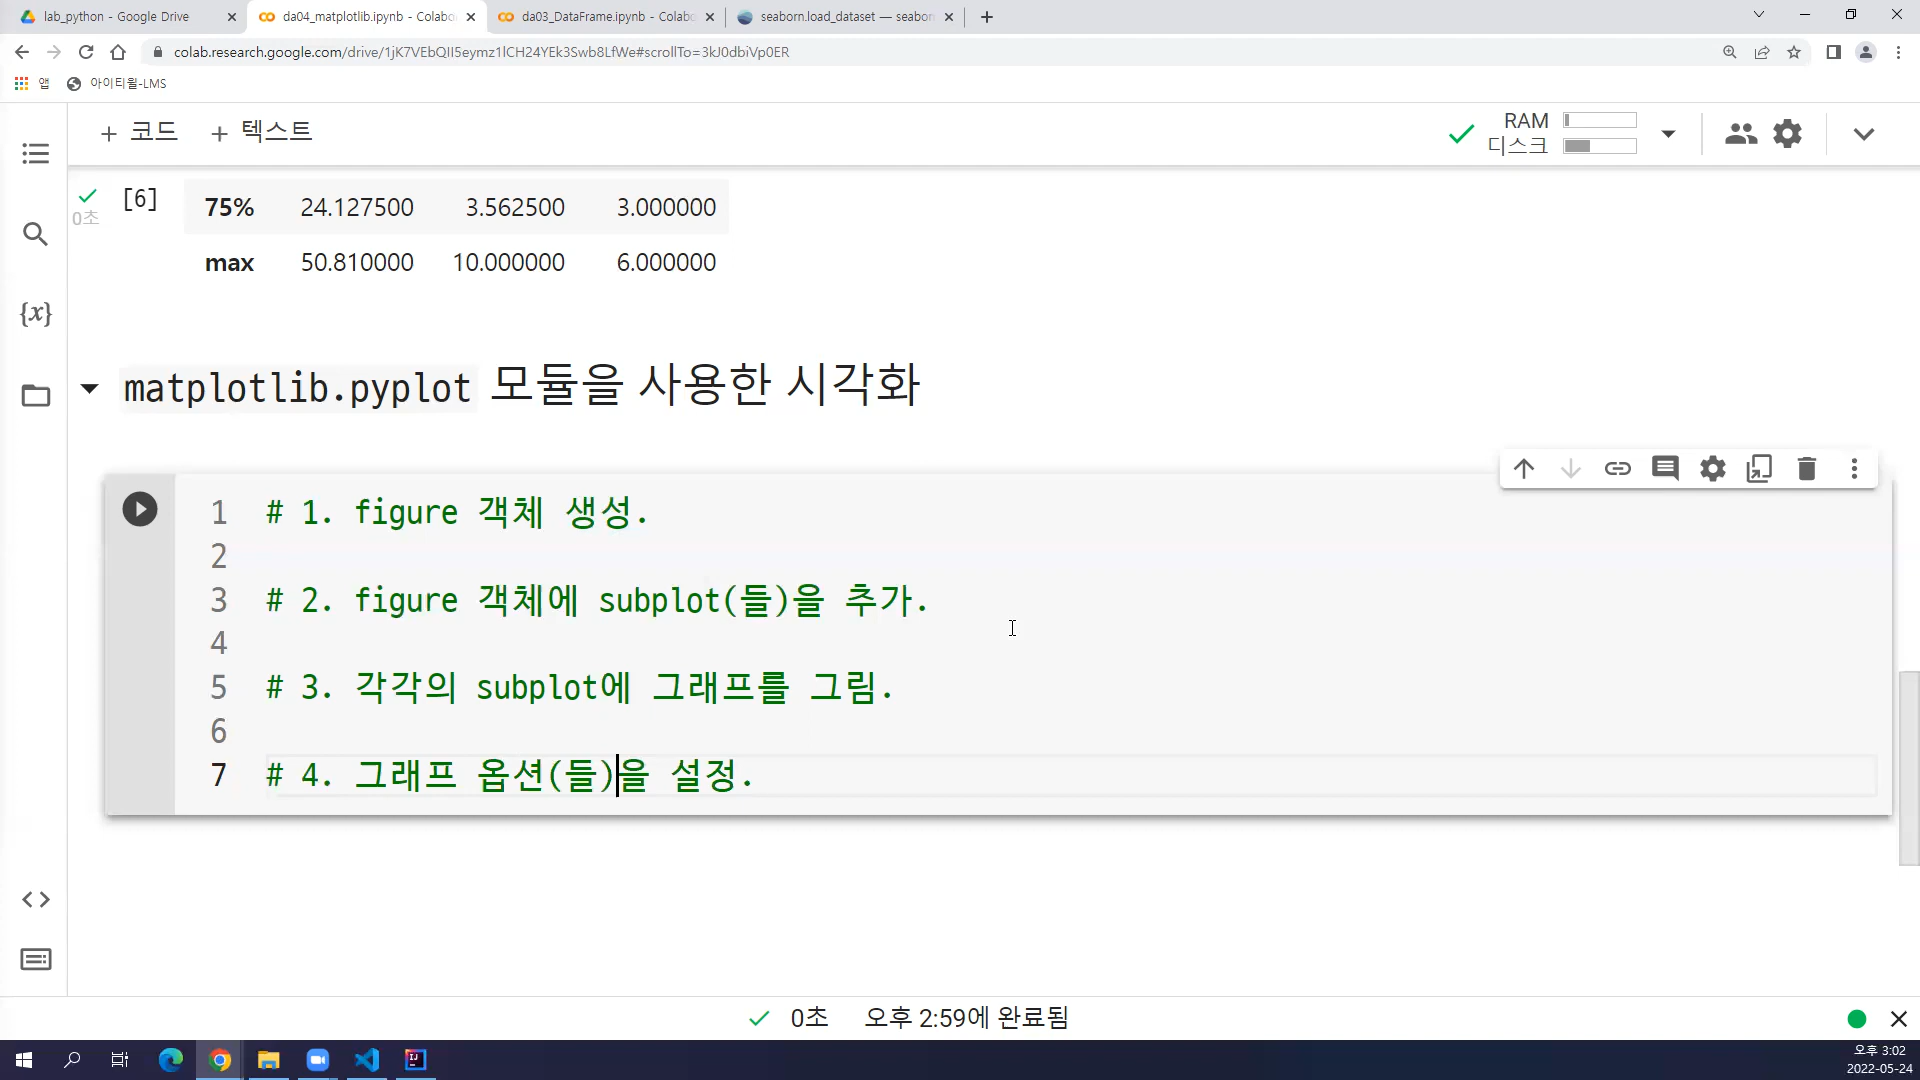 lab_python - Google Drive
da04_matplotlib.ipynb - Colabo
da03_DataFrame.ipynb - Colab
seaborn.load_dataset — seabor
colab.research.google.com/drive/1jK7VEbQII5eymz1lCH24YEk3Swb8LfWe#scrollTo=3kJ0dbiVp0ER
앱
아이티윌-LMS
+ 코드 + 텍스트
RAM
디스크
[6]
0초
75% 24.127500 3.562500 3.000000
max 50.810000 10.000000 6.000000
{x}
matplotlib.pyplot 모듈을 사용한 시각화
1 # 1. figure 객체 생성.
2
3 # 2. figure 객체에 subplot(들)을 추가.
4
5 # 3. 각각의 subplot에 그래프를 그림.
6
7 # 4. 그래프 옵션(들)을 설정.
0초 오후 2:59에 완료됨
오후 3:02
2022-05-24